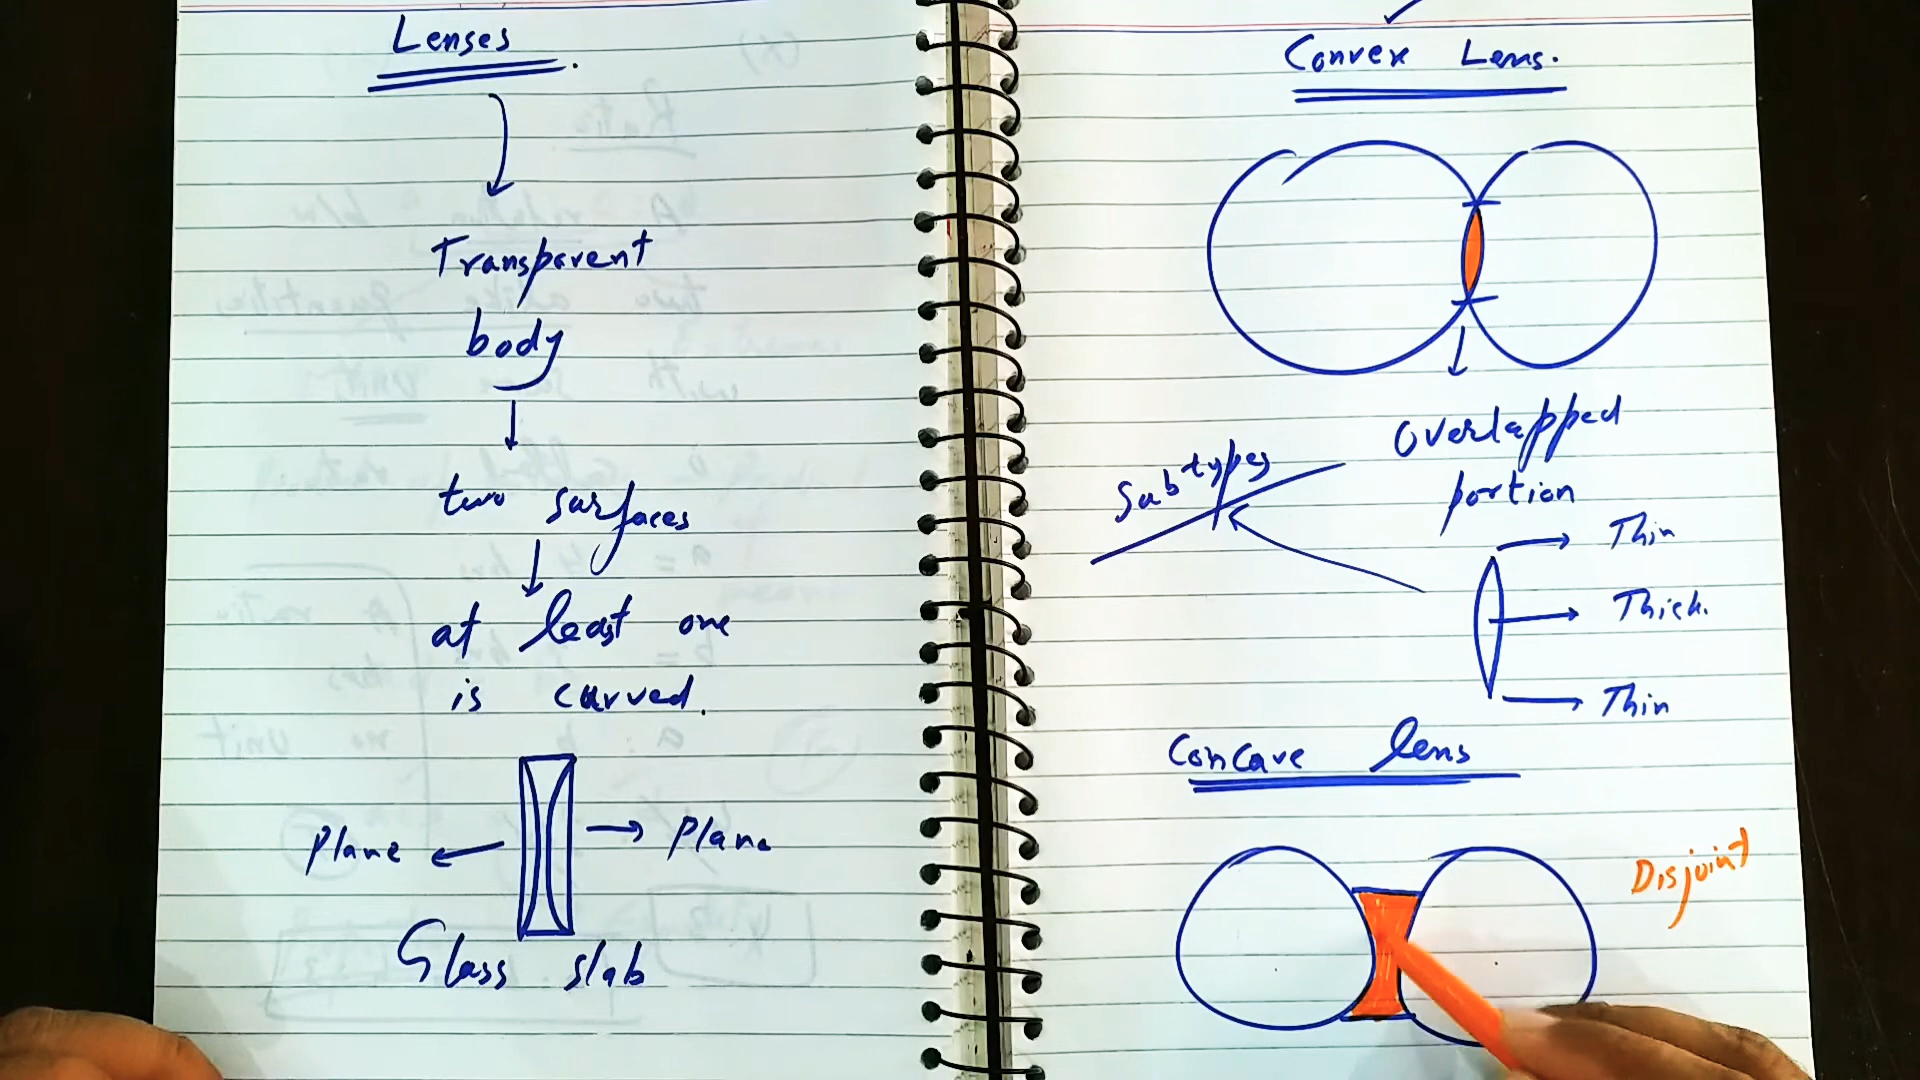 Lenses
Transparent
body
two surfaces
at least one
is curved.
Plane
Plane
Glass slab
Convex Lens.
Overlapped
portion
Subtypes
Thin
Thick.
Thin
Concave lens
Disjoint